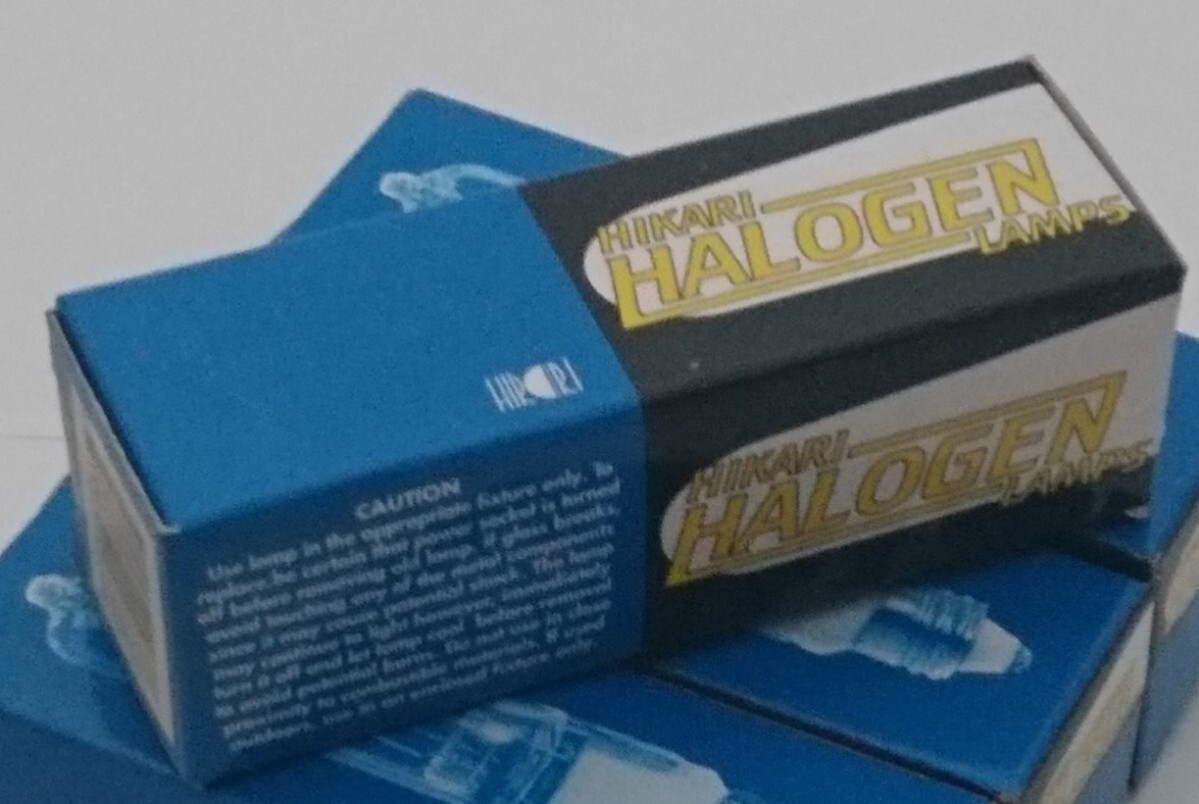 HIKARI
HALOGEN
LAMPS
HIKARI
HIKARI
HALOGEN
LAMPS
CAUTION
Use lamp in the appropriate fixture only. To
replace be certain that power socket is turned
off before removing old lamp. If glass breaks,
avoid touching any of the metal components
over it may cause potential shock. This lamp
may continue to light however, immediately
turn it off and let lamp cool before removal
to avoid potential burn. Do not use in close
proximity to combustible materials. If used
outdoors, use in an enclosed fixture only.